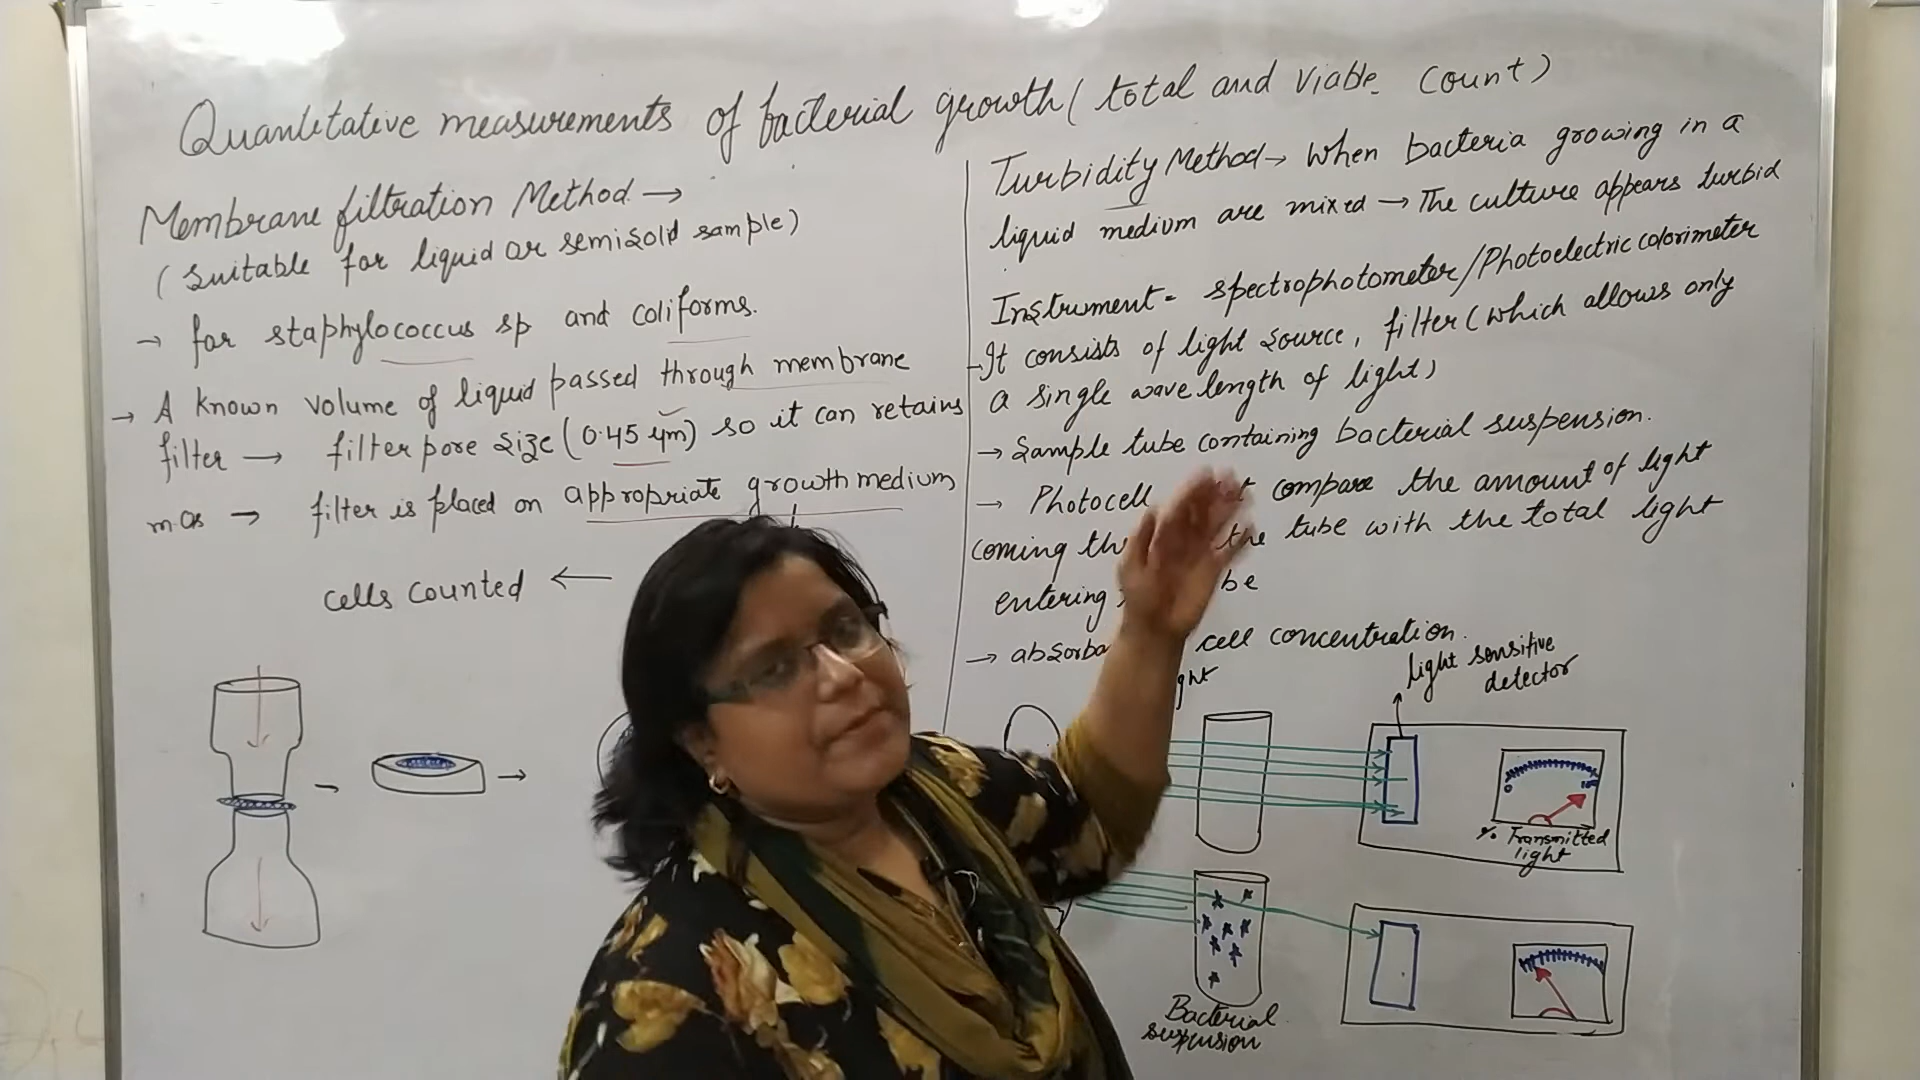 Quantitative measurements of bacterial growth (total and viable count)
Membrane filtration Method →
(suitable for liquid or semisold sample)
→ for staphylococcus sp and coliforms.
→ A known volume of liquid passed through membrane
filter → filter pore size (0.45 µm) so it can retains
m.os → filter is placed on appropriate growth medium
cells counted ←
Turbidity Method → When bacteria growing in a
liquid medium are mixed → The culture appears turbid
Instrument = spectrophotometer/Photoelectric colorimeter
→ It consists of light source, filter (which allows only
a single wave length of light)
→ Sample tube containing bacterial suspension.
→ Photocell compare the amount of light
coming the tube with the total light
entering
→ cell concentration.
light sensitive
detector
0
% Transmitted
light
Bacterial
suspension